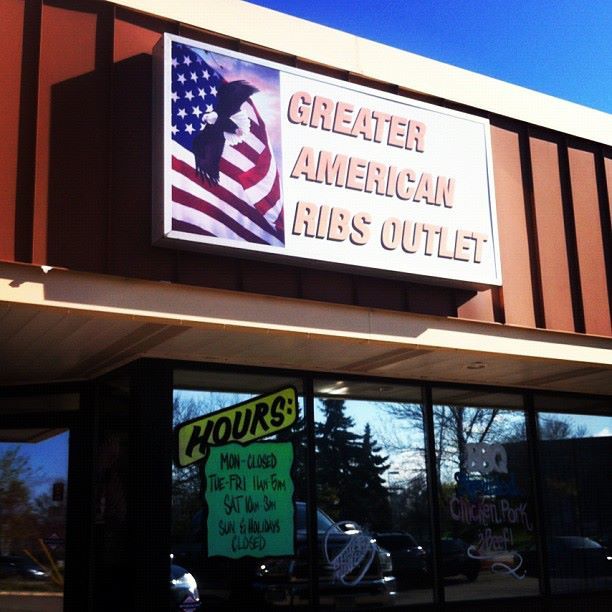 GREATER
AMERICAN
RIBS OUTLET
HOURS:
MON-CLOSED
TUE-FRI 11AM-5PM
SAT 10AM-3PM
SUN & HOLIDAYS
CLOSED
BBQ
Chicken, Pork
Beef!